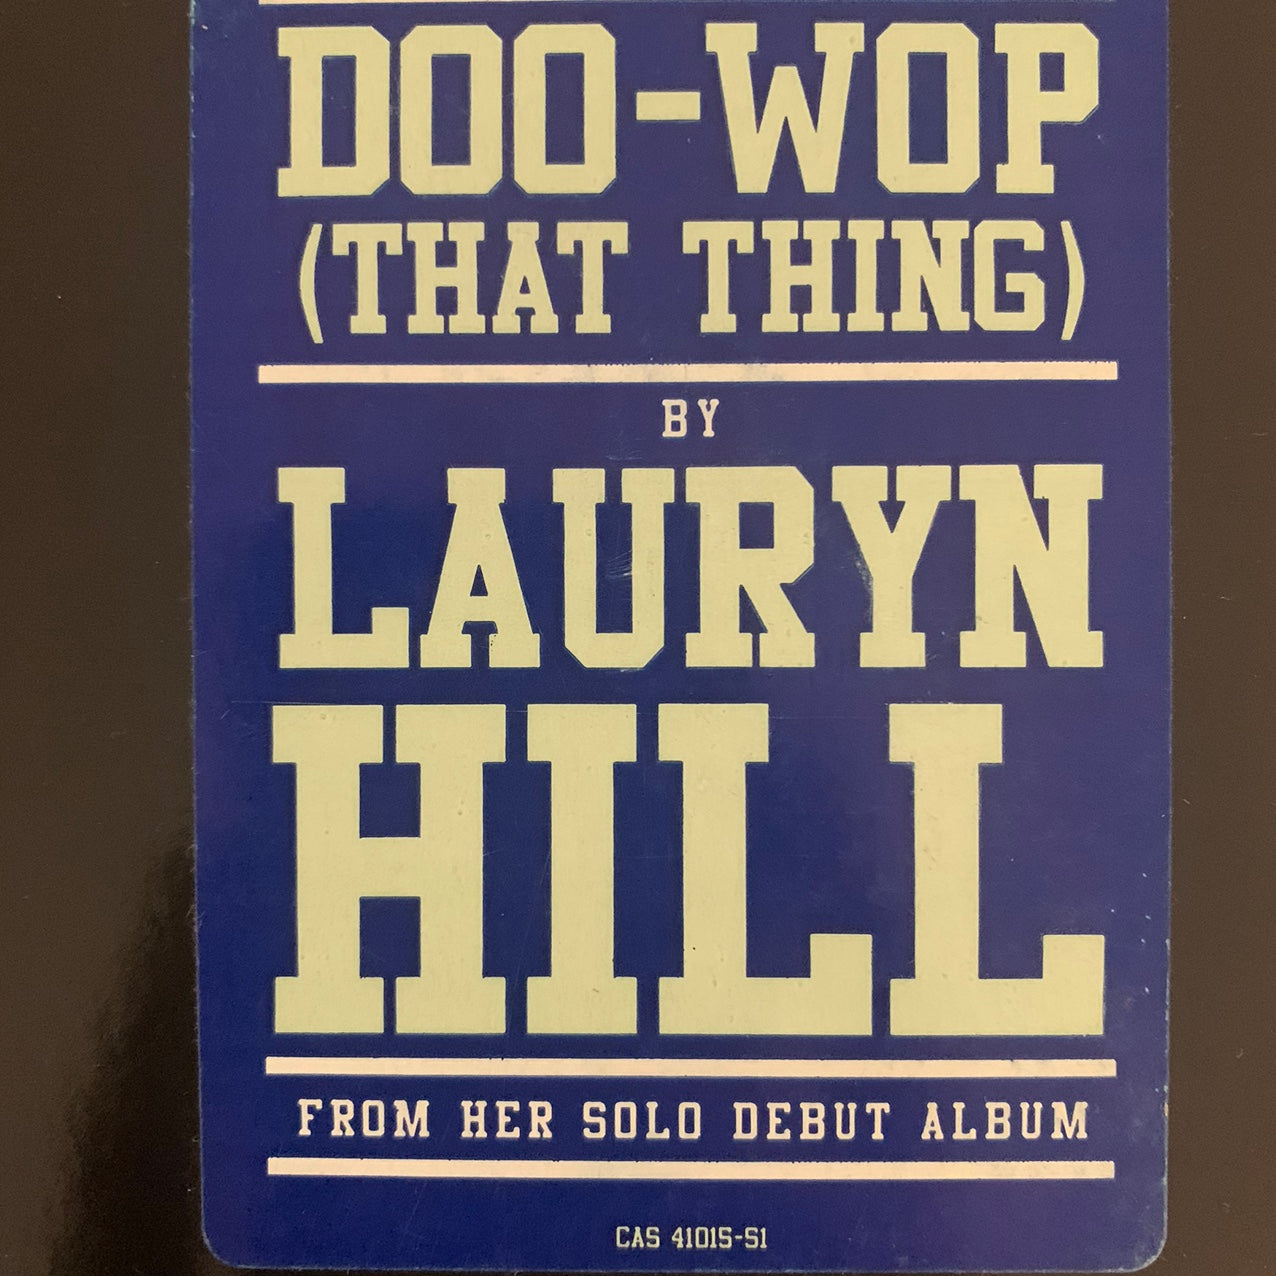 DOO-WOP
(THAT THING)
BY
LAURYN
HILL
FROM HER SOLO DEBUT ALBUM
CAS 41015-S1